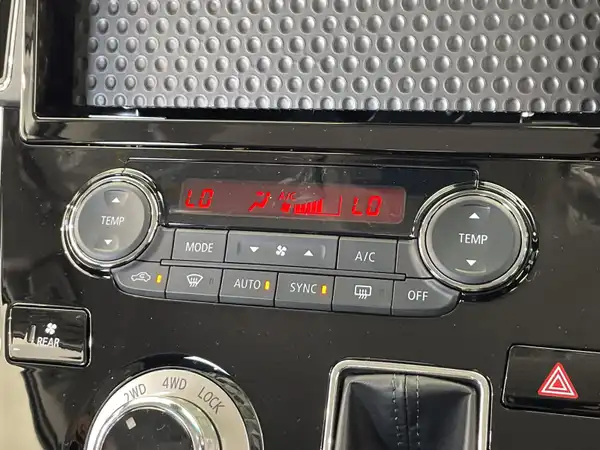 LO A/C LO
TEMP
TEMP
MODE
A/C
AUTO
SYNC
OFF
REAR
2WD 4WD LOCK